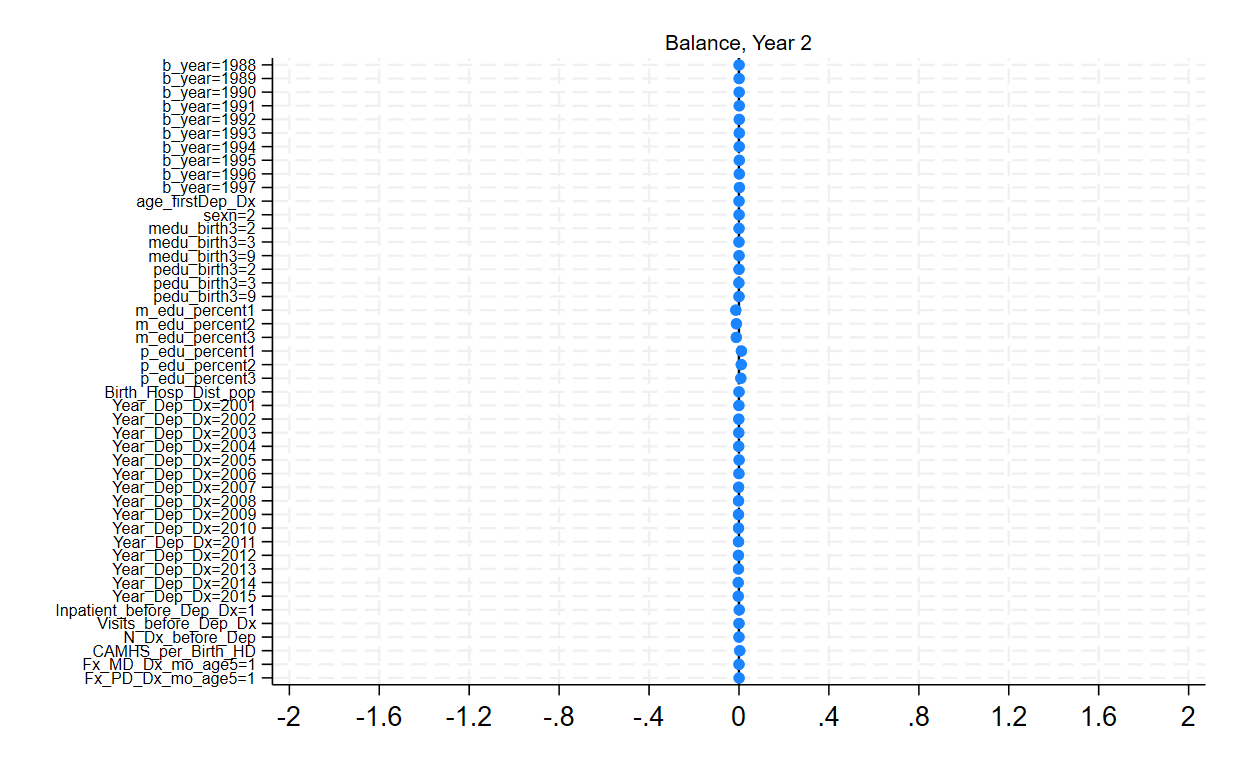 Balance, Year 2
b_year=1988
b_year=1989
b_year=1990
b_year=1991
b_year=1992
b_year=1993
b_year=1994
b_year=1995
b_year=1996
b_year=1997
age_firstDep_Dx
sexn=2
medu_birth3=2
medu_birth3=3
medu_birth3=9
pedu_birth3=2
pedu_birth3=3
pedu_birth3=9
m_edu_percent1
m_edu_percent2
m_edu_percent3
p_edu_percent1
p_edu_percent2
p_edu_percent3
Birth_Hosp_Dist_pop
Year_Dep_Dx=2001
Year_Dep_Dx=2002
Year_Dep_Dx=2003
Year_Dep_Dx=2004
Year_Dep_Dx=2005
Year_Dep_Dx=2006
Year_Dep_Dx=2007
Year_Dep_Dx=2008
Year_Dep_Dx=2009
Year_Dep_Dx=2010
Year_Dep_Dx=2011
Year_Dep_Dx=2012
Year_Dep_Dx=2013
Year_Dep_Dx=2014
Year_Dep_Dx=2015
Inpatient_before_Dep_Dx=1
Visits_before_Dep_Dx
N_Dx_before_Dep
CAMHS_per_Birth_HD
Fx_MD_Dx_mo_age5=1
Fx_PD_Dx_mo_age5=1
-2 -1.6 -1.2 -.8 -.4 0 .4 .8 1.2 1.6 2